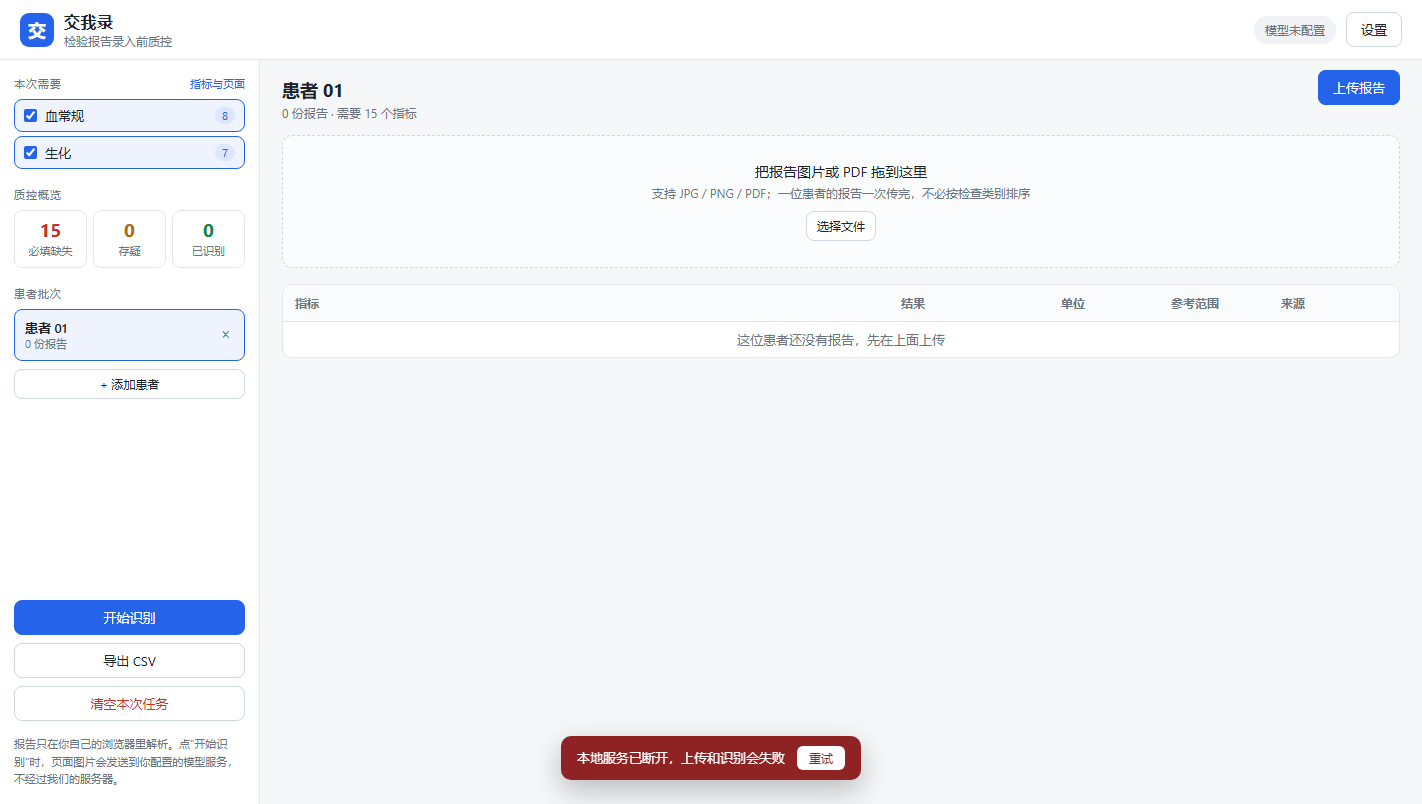 交
交我录
检验报告录入前质控
模型未配置
设置
本次需要
指标与页面
血常规
8
生化
7
质控概览
15
必填缺失
0
存疑
0
已识别
患者批次
患者 01
0 份报告
×
+ 添加患者
开始识别
导出 CSV
清空本次任务
报告只在你自己的浏览器里解析。点“开始识
别”时，页面图片会发送到你配置的模型服务，
不经过我们的服务器。
患者 01
0 份报告 · 需要 15 个指标
上传报告
把报告图片或 PDF 拖到这里
支持 JPG / PNG / PDF；一位患者的报告一次传完，不必按检查类别排序
选择文件
指标 结果 单位 参考范围 来源
这位患者还没有报告，先在上面上传
本地服务已断开，上传和识别会失败
重试